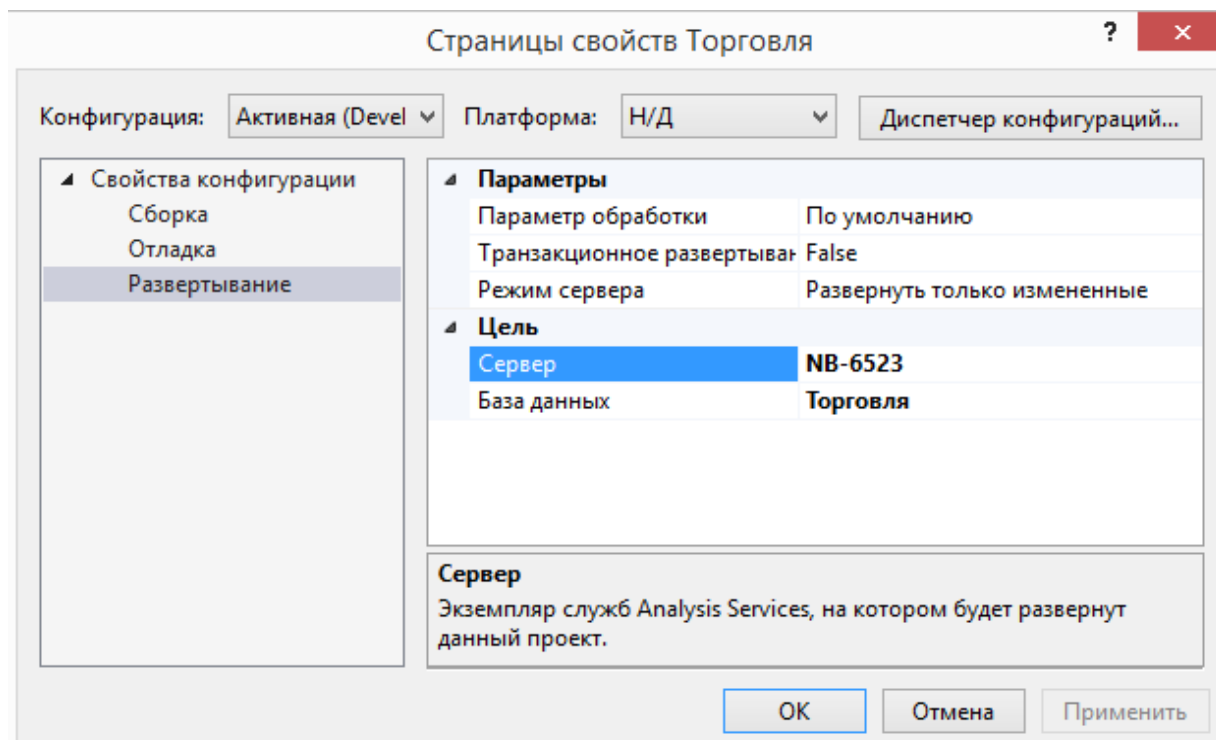 Страницы свойств Торговля
? ×
Конфигурация: Активная (Devel Платформа: Н/Д Диспетчер конфигураций...
Свойства конфигурации
Сборка
Отладка
Развертывание
Параметры
Параметр обработки По умолчанию
Транзакционное развертыван False
Режим сервера Развернуть только измененные
Цель
Сервер NB-6523
База данных Торговля
Сервер
Экземпляр служб Analysis Services, на котором будет развернут
данный проект.
ОК Отмена Применить